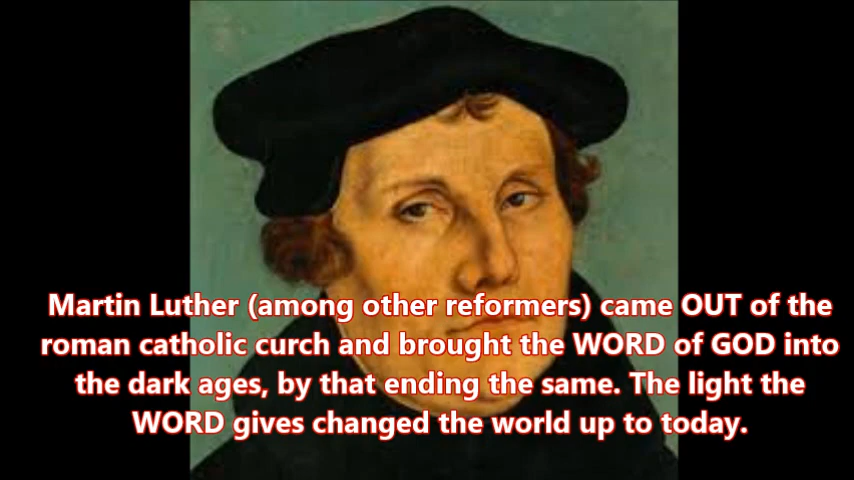 Martin Luther (among other reformers) came OUT of the
roman catholic curch and brought the WORD of GOD into
the dark ages, by that ending the same. The light the
WORD gives changed the world up to today.